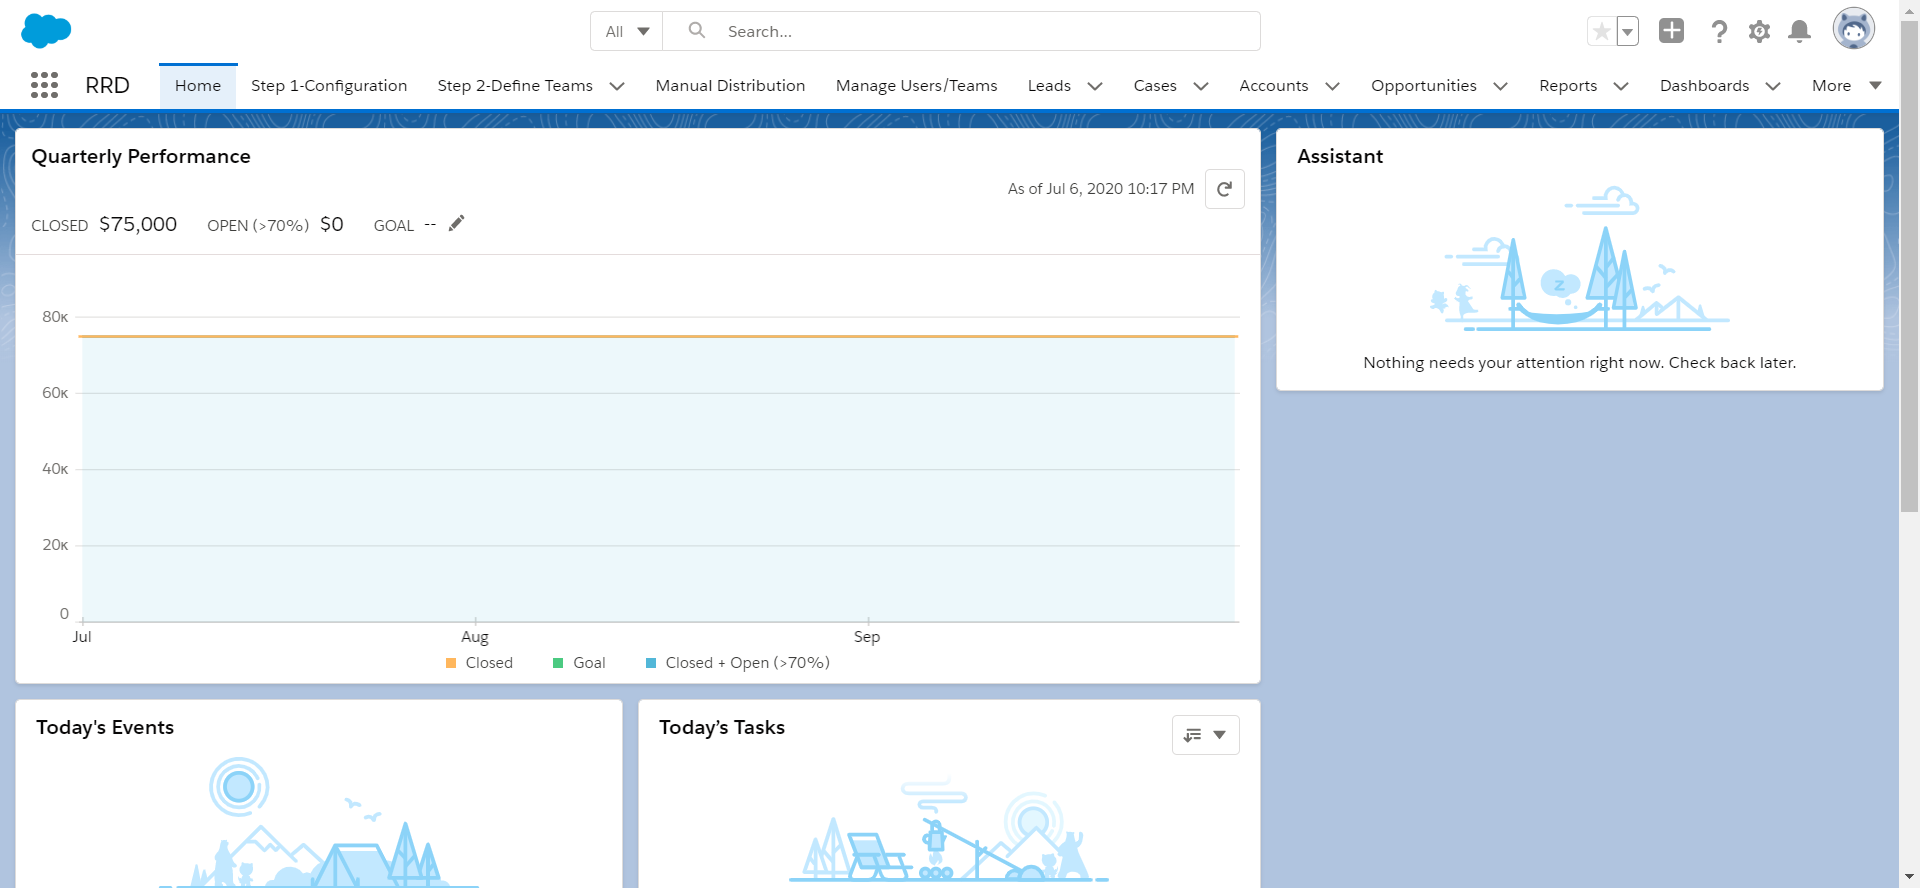 All Search...
RRD Home Step 1-Configuration Step 2-Define Teams Manual Distribution Manage Users/Teams Leads Cases Accounts Opportunities Reports Dashboards More
Quarterly Performance
As of Jul 6, 2020 10:17 PM
CLOSED $75,000 OPEN (>70%) $0 GOAL --
80K
60K
40K
20K
0
Jul Aug Sep
Closed Goal Closed + Open (>70%)
Assistant
z
Nothing needs your attention right now. Check back later.
Today's Events
Today’s Tasks